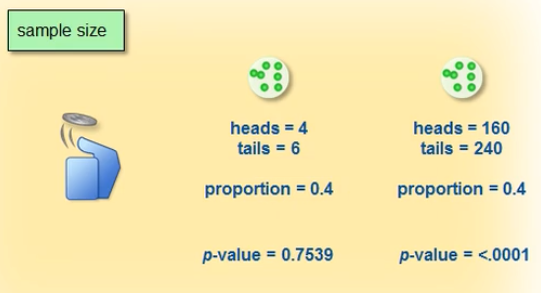 sample size
heads = 4
tails = 6
proportion = 0.4
p-value = 0.7539
heads = 160
tails = 240
proportion = 0.4
p-value = <.0001